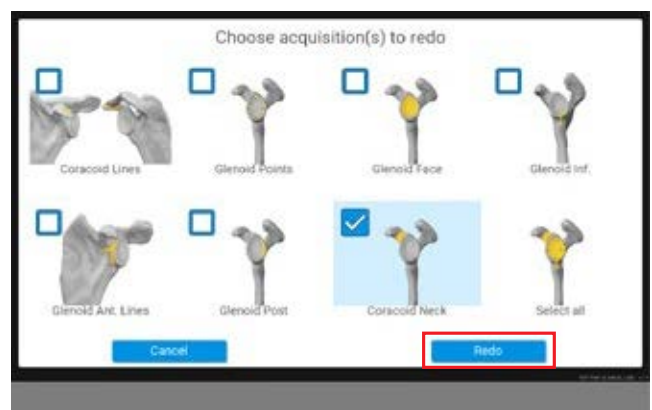 Choose acquisition(s) to redo
Coracoid Lines
Glenoid Points
Glenoid Face
Glenoid Inf.
Glenoid Ant. Lines
Glenoid Post
Coracoid Neck
Select all
Cancel
Redo